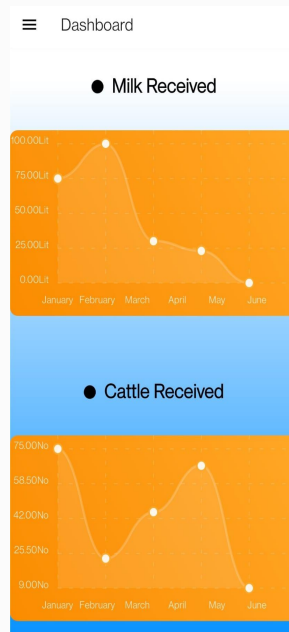 Dashboard
Milk Received
100.00Lit
75.00Lit
50.00Lit
25.00Lit
0.00Lit
January February March April May June
Cattle Received
75.00No
58.50No
42.00No
25.50No
9.00No
January February March April May June